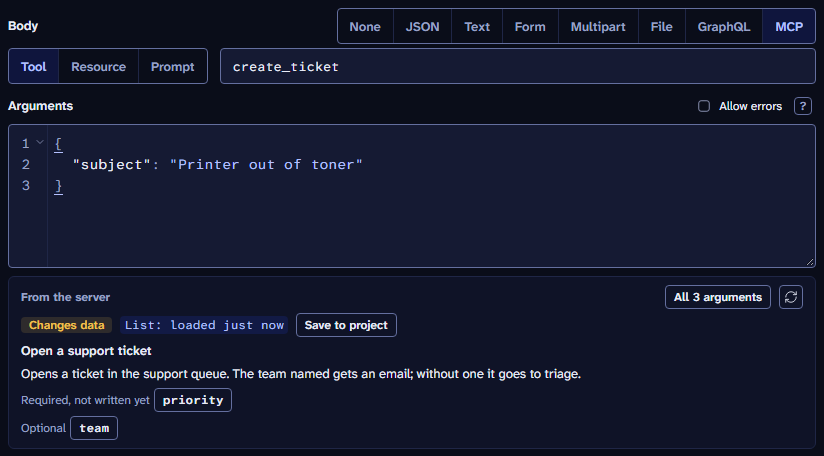 Body None JSON Text Form Multipart File GraphQL MCP
Tool Resource Prompt create_ticket
Arguments Allow errors ?
1 {
2 "subject": "Printer out of toner"
3 }
From the server All 3 arguments
Changes data List: loaded just now Save to project
Open a support ticket
Opens a ticket in the support queue. The team named gets an email; without one it goes to triage.
Required, not written yet priority
Optional team